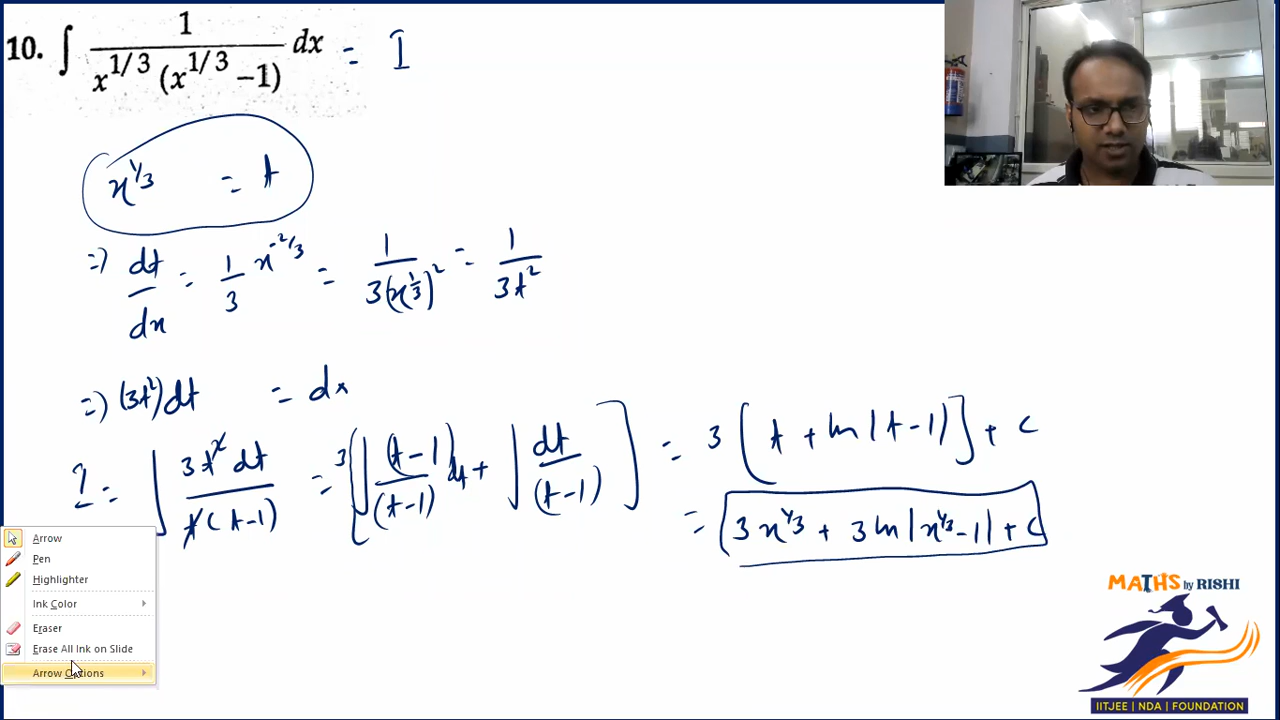 10. ∫ 1 / (x^{1/3} (x^{1/3} − 1)) dx = I
x^{1/3} = t
⇒) dt/dx = 1/3 x^{-2/3} = 1/(3(x^{1/3})^2) = 1/(3t^2)
⇒) (3t^2)dt = dx
I = ∫ 3t^2 dt / (t(t−1)) = 3[∫ (t−1)/(t−1) dt + ∫ dt/(t−1)] = 3[t + ln|t−1|] + c
= 3x^{1/3} + 3 ln|x^{1/3} −1| + c
Arrow
Pen
Highlighter
Ink Color
Eraser
Erase All Ink on Slide
Arrow Options
MATHS by RISHI
IITJEE | NDA | FOUNDATION